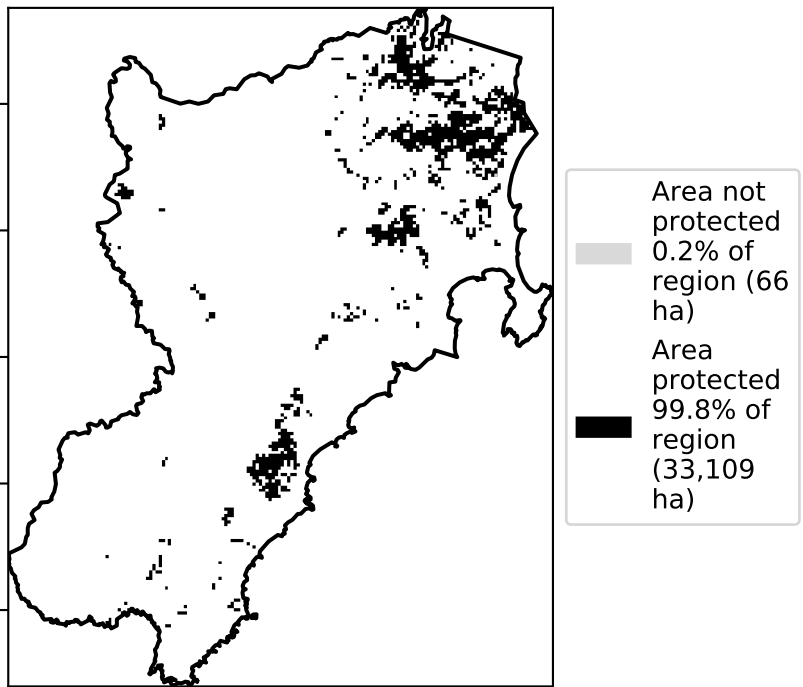 Area not
protected
0.2% of
region (66
ha)
Area
protected
99.8% of
region
(33,109
ha)